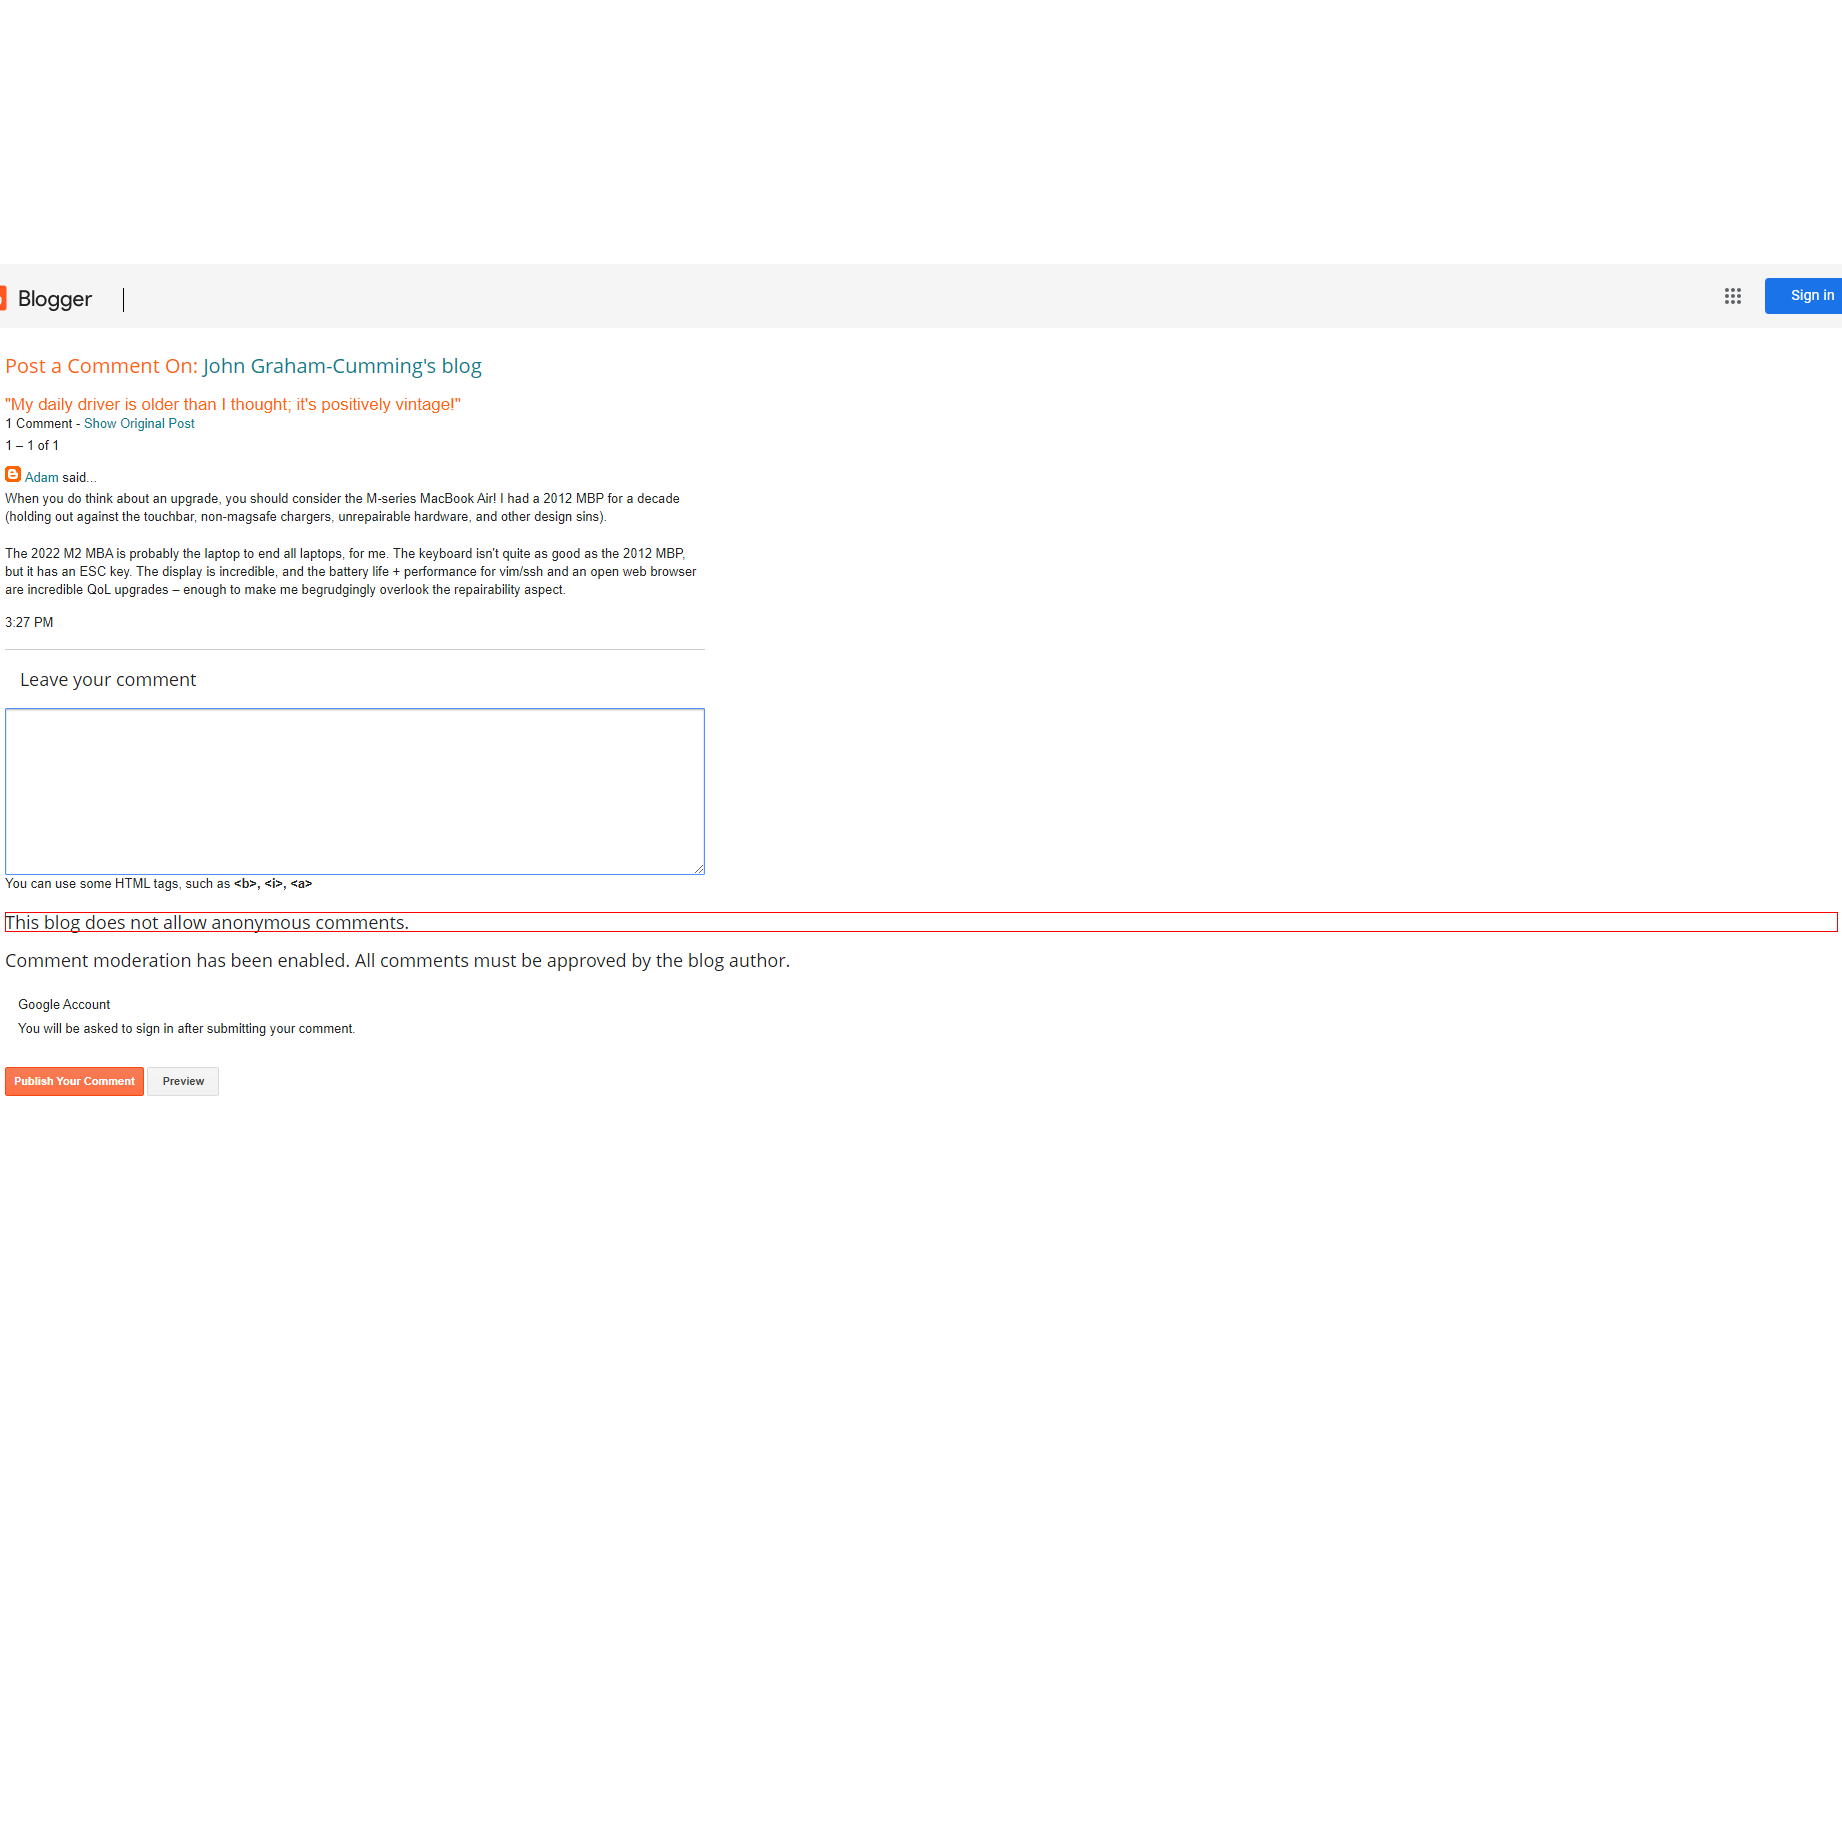 Blogger
Sign in
Post a Comment On: John Graham-Cumming's blog
"My daily driver is older than I thought; it's positively vintage!"
1 Comment - Show Original Post
1 – 1 of 1
Adam said...
When you do think about an upgrade, you should consider the M-series MacBook Air! I had a 2012 MBP for a decade
(holding out against the touchbar, non-magsafe chargers, unrepairable hardware, and other design sins).
The 2022 M2 MBA is probably the laptop to end all laptops, for me. The keyboard isn't quite as good as the 2012 MBP,
but it has an ESC key. The display is incredible, and the battery life + performance for vim/ssh and an open web browser
are incredible QoL upgrades – enough to make me begrudgingly overlook the repairability aspect.
3:27 PM
Leave your comment
You can use some HTML tags, such as <b>, <i>, <a>
This blog does not allow anonymous comments.
Comment moderation has been enabled. All comments must be approved by the blog author.
Google Account
You will be asked to sign in after submitting your comment.
Publish Your Comment
Preview